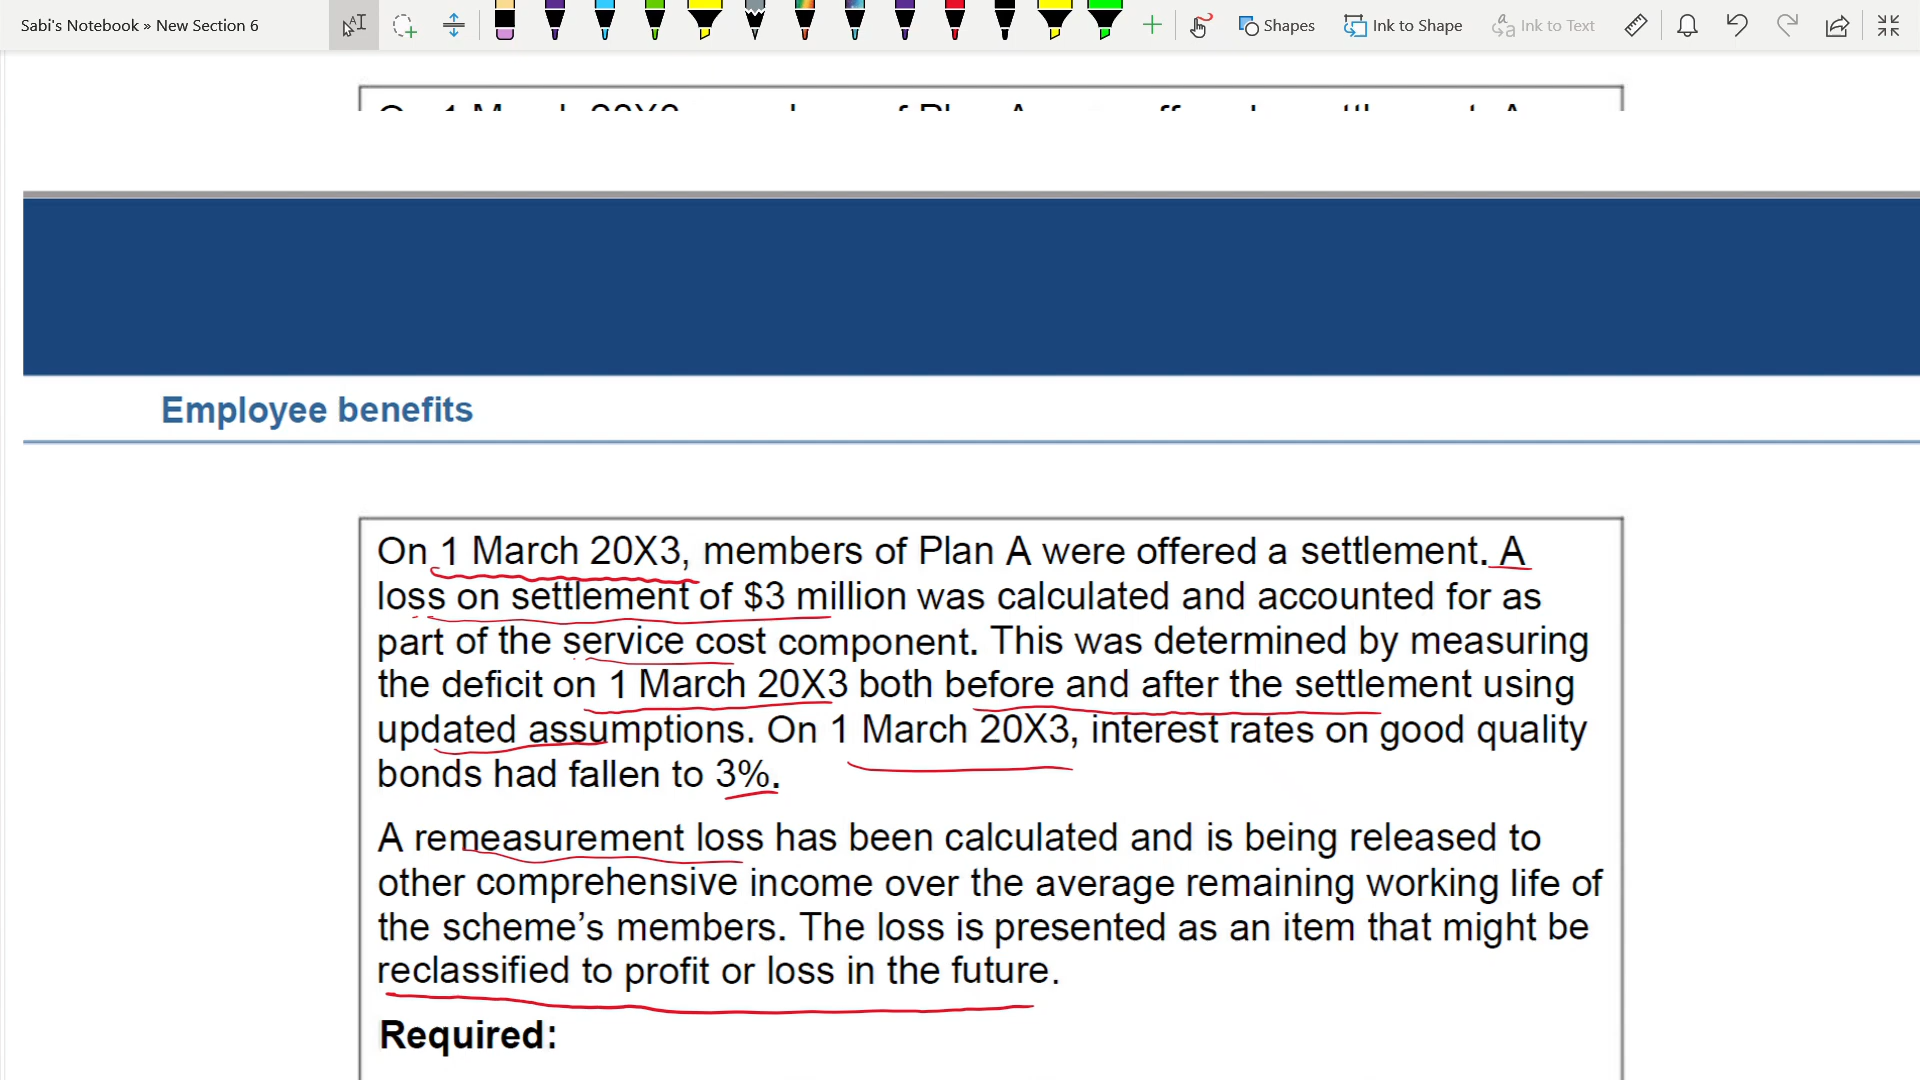 Sabi's Notebook » New Section 6
Shapes
Ink to Shape
Ink to Text
Employee benefits
On 1 March 20X3, members of Plan A were offered a settlement. A
loss on settlement of $3 million was calculated and accounted for as
part of the service cost component. This was determined by measuring
the deficit on 1 March 20X3 both before and after the settlement using
updated assumptions. On 1 March 20X3, interest rates on good quality
bonds had fallen to 3%.
A remeasurement loss has been calculated and is being released to
other comprehensive income over the average remaining working life of
the scheme's members. The loss is presented as an item that might be
reclassified to profit or loss in the future.
Required: